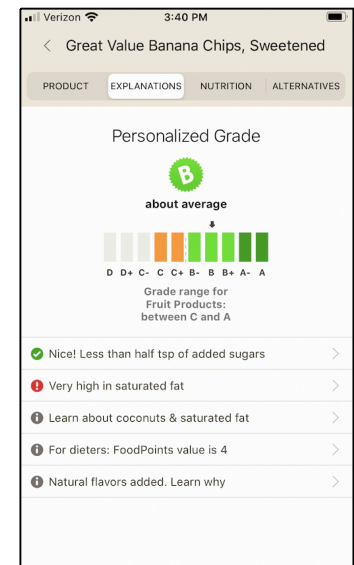 Verizon 3:40 PM
Great Value Banana Chips, Sweetened
PRODUCT EXPLANATIONS NUTRITION ALTERNATIVES
Personalized Grade
B
about average
D D+ C- C C+ B- B B+ A- A
Grade range for
Fruit Products:
between C and A
Nice! Less than half tsp of added sugars
Very high in saturated fat
Learn about coconuts & saturated fat
For dieters: FoodPoints value is 4
Natural flavors added. Learn why